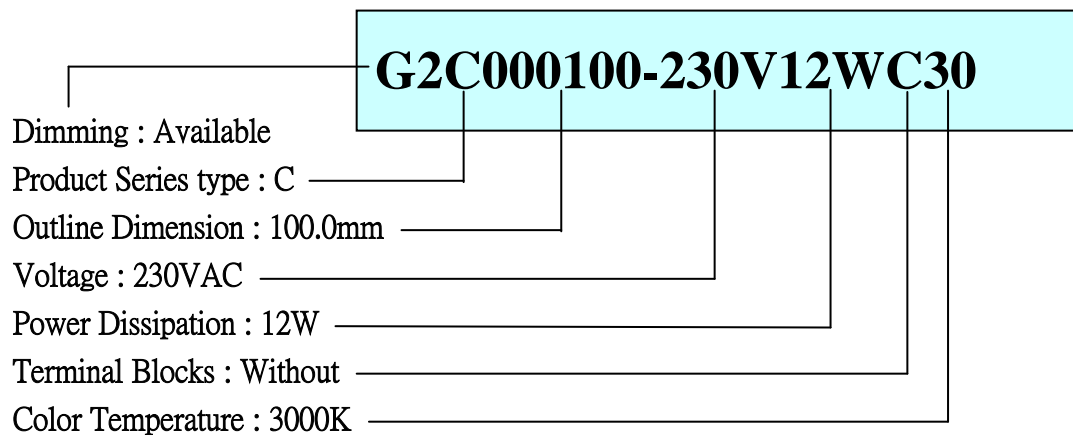 G2C000100-230V12WC30
Dimming : Available
Product Series type : C
Outline Dimension : 100.0mm
Voltage : 230VAC
Power Dissipation : 12W
Terminal Blocks : Without
Color Temperature : 3000K